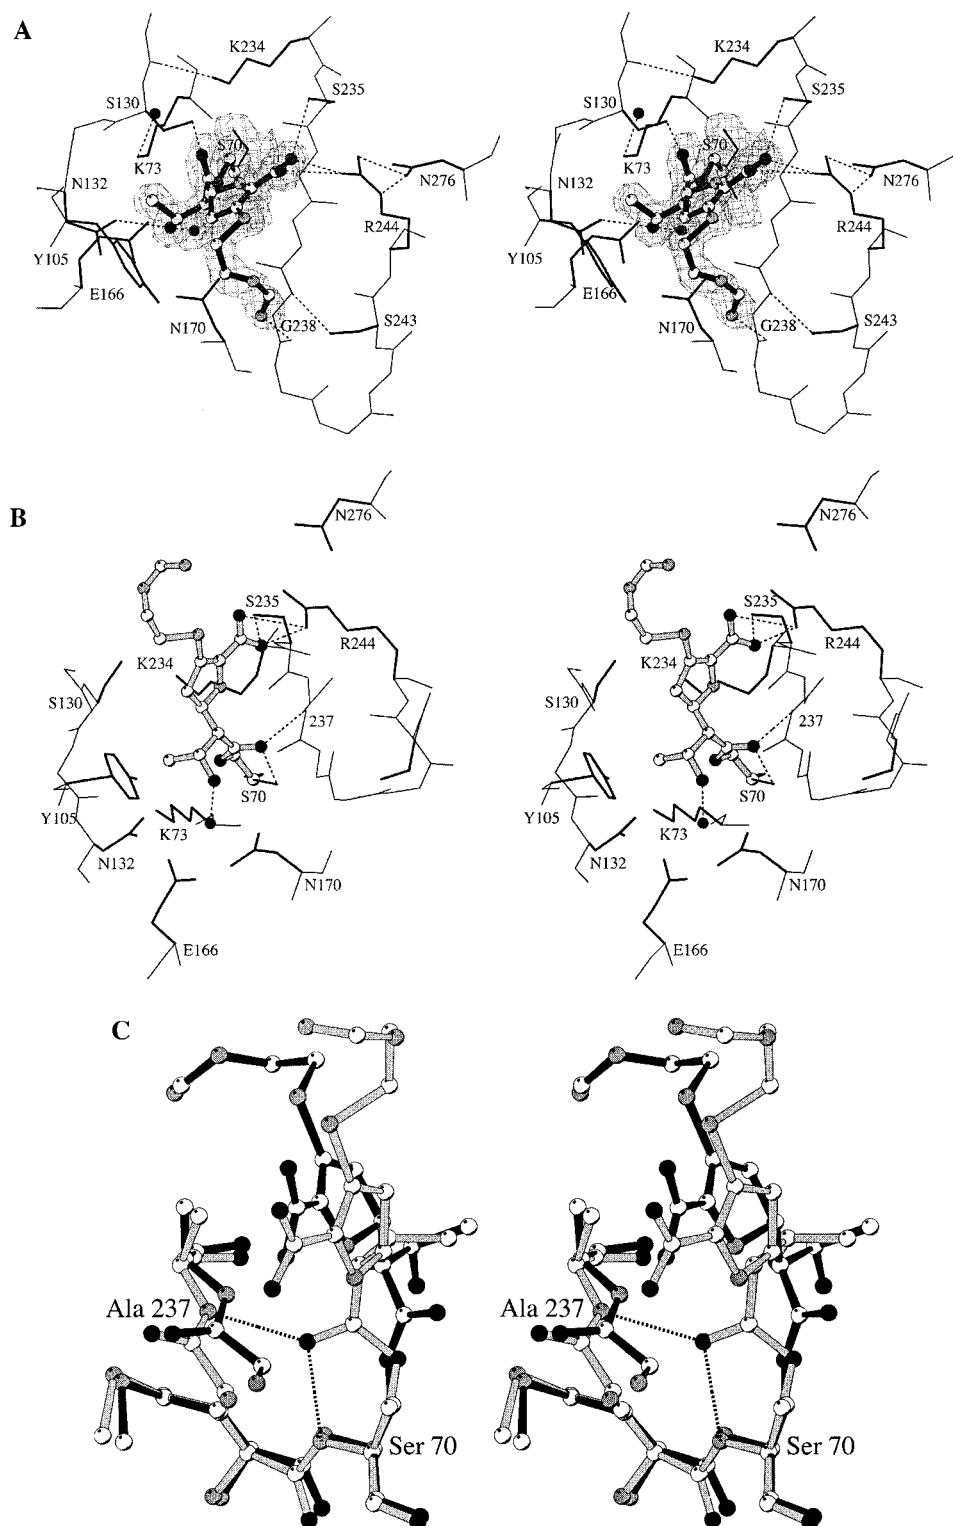 A
K234 K234
S235 S235
S130 S130
S70 S70
K73 K73
N276 N276
N132 N132
R244 R244
Y105 Y105
E166 E166
N170 G238 S243 N170 G238 S243
B
N276 N276
S235 S235
R244 R244
K234 K234
S130 S130
237 237
S70 S70
Y105 Y105
K73 K73
N132 N132
N170 N170
E166 E166
C
Ala 237 Ala 237
Ser 70 Ser 70